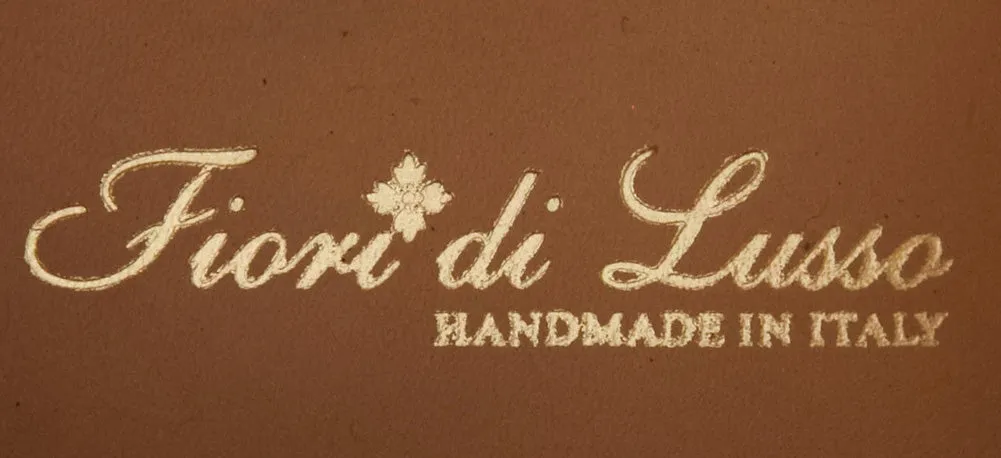 Fiori di Lusso
HANDMADE IN ITALY